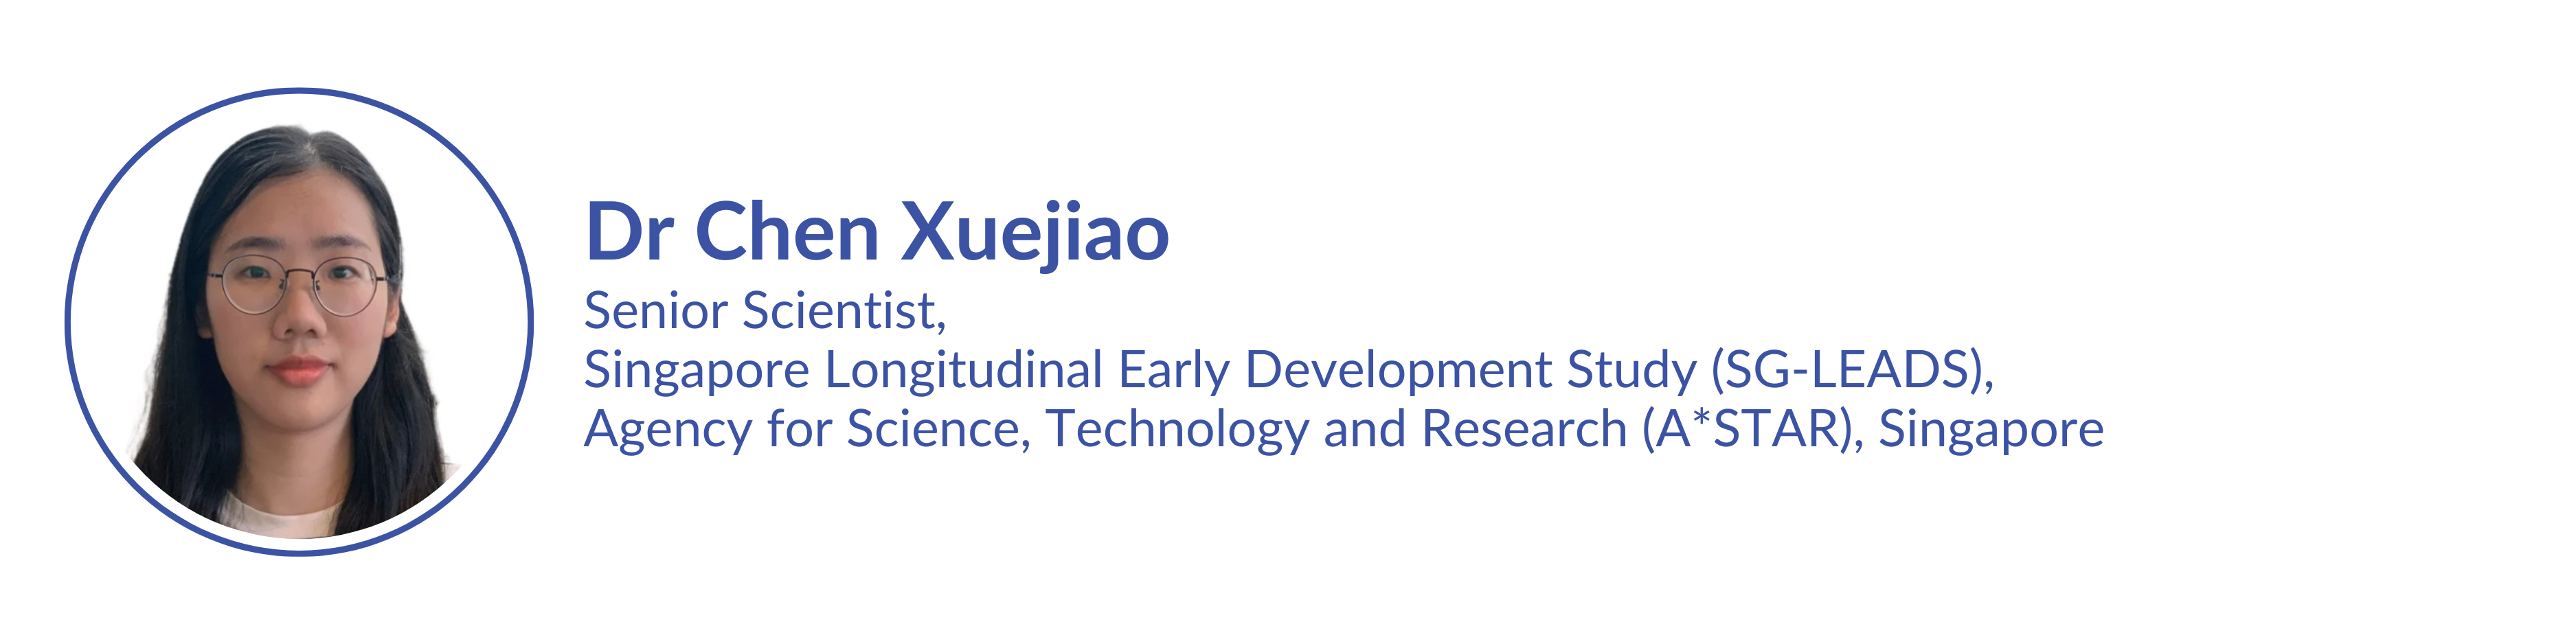 Dr Chen Xuejiao
Senior Scientist,
Singapore Longitudinal Early Development Study (SG-LEADS),
Agency for Science, Technology and Research (A*STAR), Singapore